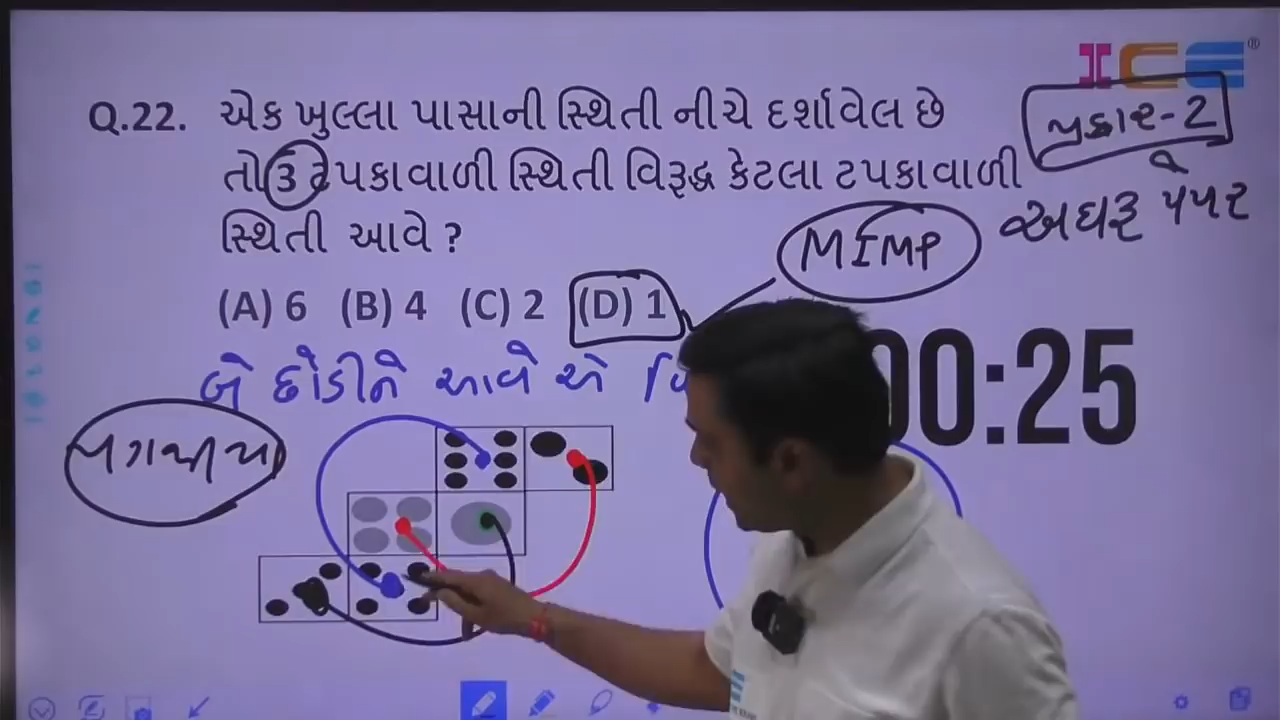 ICE®
Q.22. એક ખુલ્લા પાસાની સ્થિતી નીચે દર્શાવેલ છે
તો 3 ટપકાવાળી સ્થિતી વિરૂદ્ધ કેટલા ટપકાવાળી
સ્થિતી આવે ?
પ્રકાર-2
અઘરૂ પેપર
MIMP
(A) 6 (B) 4 (C) 2 (D) 1
બે છોડીને આવે એ વિ
00:25